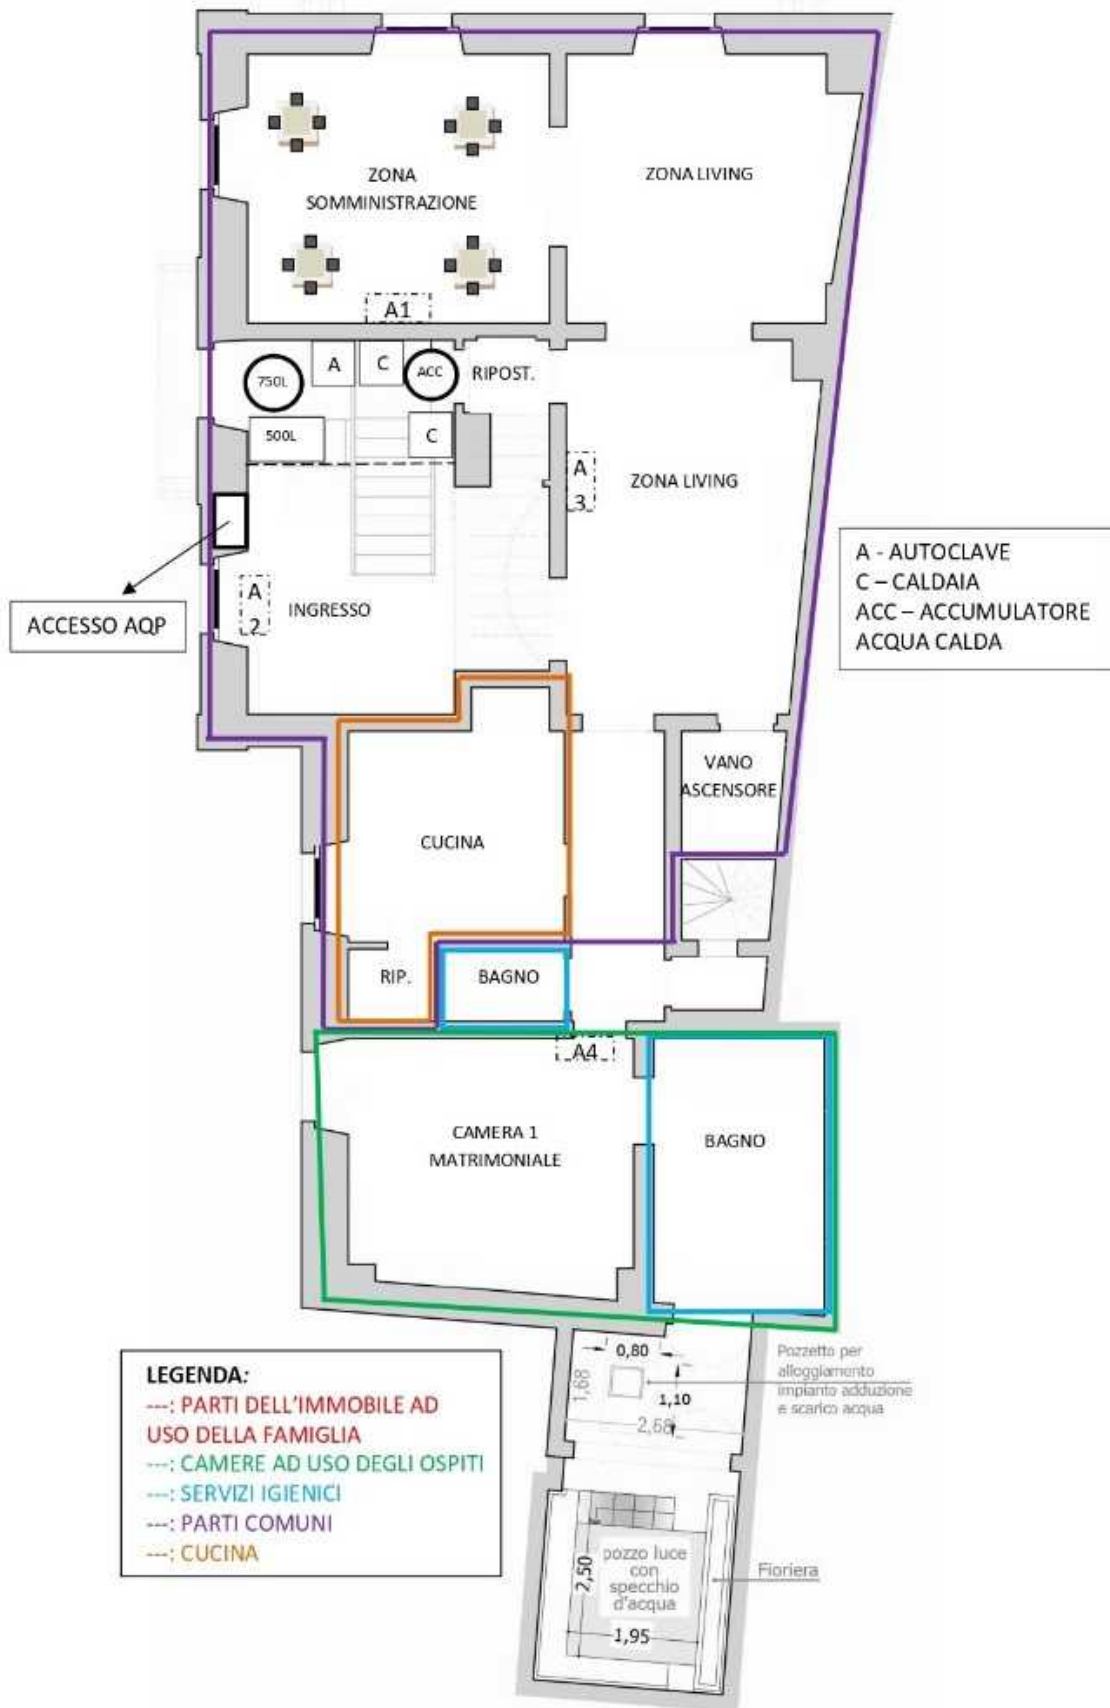 ZONA
SOMMINISTRAZIONE
ZONA LIVING
A1
750L
A
C
ACC
RIPOST.
500L
C
A
3
ZONA LIVING
ACCESSO AQP
A
2
INGRESSO
A - AUTOCLAVE
C – CALDAIA
ACC – ACCUMULATORE
ACQUA CALDA
VANO
ASCENSORE
CUCINA
RIP.
BAGNO
A4
CAMERA 1
MATRIMONIALE
BAGNO
LEGENDA:
---: PARTI DELL'IMMOBILE AD
USO DELLA FAMIGLIA
---: CAMERE AD USO DEGLI OSPITI
---: SERVIZI IGIENICI
---: PARTI COMUNI
---: CUCINA
0,80
1,68
1,10
2,68
Pozzetto per
alloggiamento
impianto adduzione
e scarico acqua
pozzo luce
con
specchio
d'acqua
2,50
1,95
Fioriera